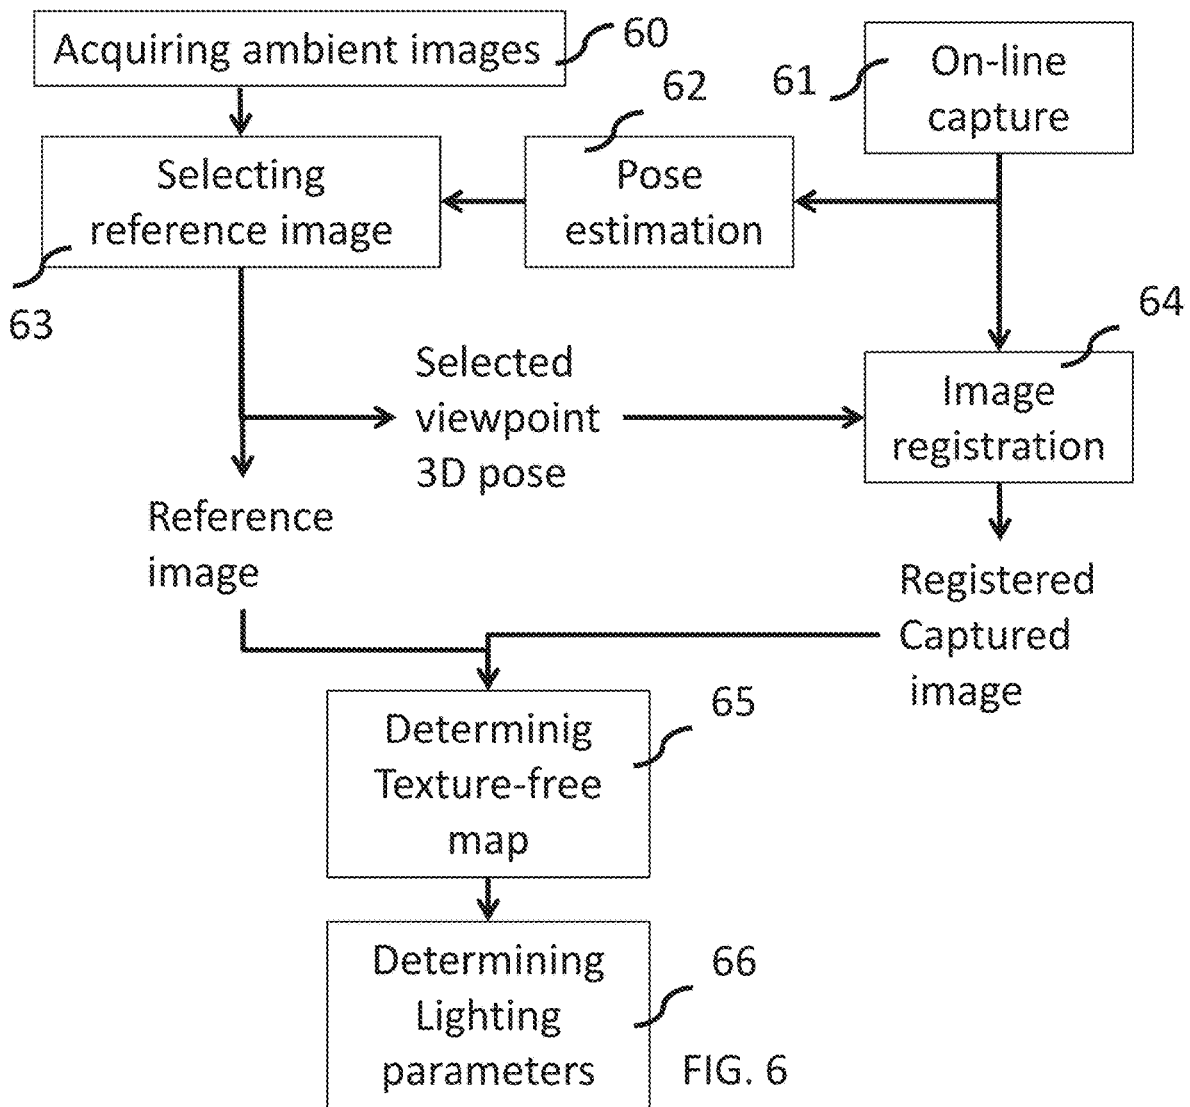 Acquiring ambient images
60
61
On-line
capture
62
Selecting
reference image
Pose
estimation
63
64
Selected
viewpoint
3D pose
Image
registration
Reference
image
Registered
Captured
image
65
Determinig
Texture-free
map
66
Determining
Lighting
parameters
FIG. 6